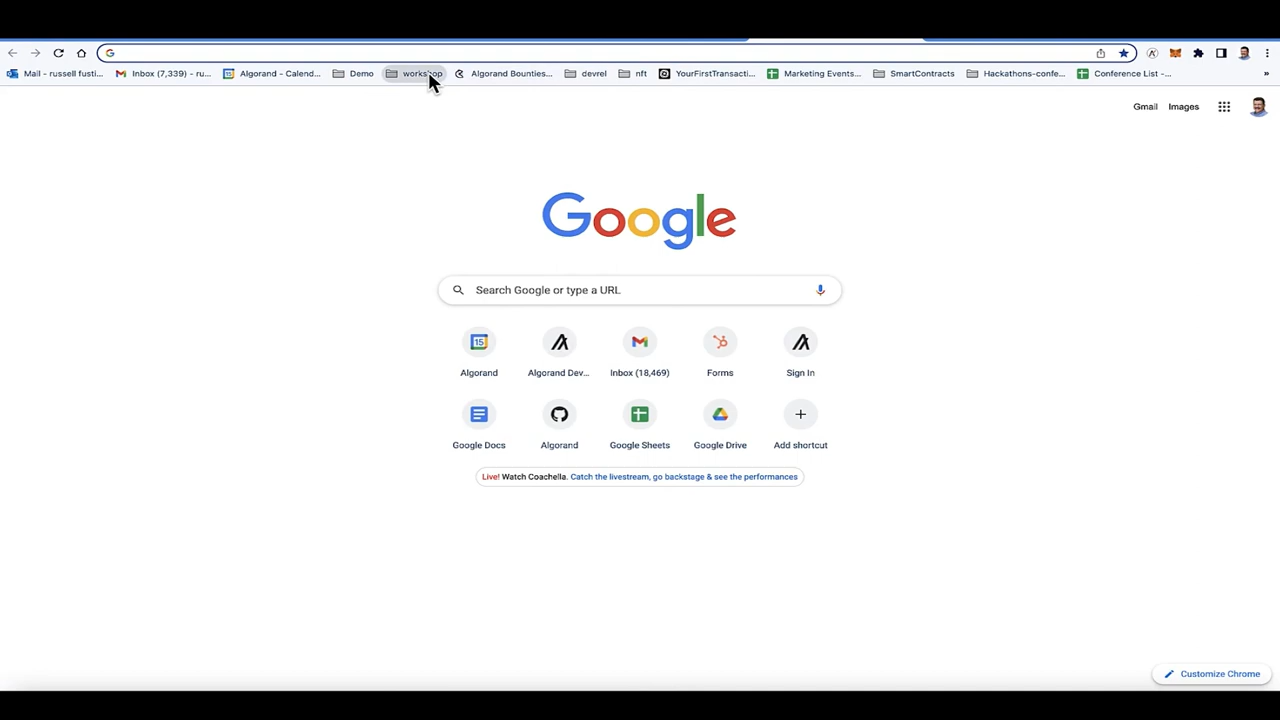 Mail - russell fusti... Inbox (7,339) - ru... Algorand - Calend... Demo workshop Algorand Bounties... devrel nft YourFirstTransacti... Marketing Events... SmartContracts Hackathons-confe... Conference List -... »
Gmail Images
Google
Search Google or type a URL
15
Algorand Algorand Dev... Inbox (18,469) Forms Sign In
Google Docs Algorand Google Sheets Google Drive Add shortcut
Live! Watch Coachella. Catch the livestream, go backstage & see the performances
Customize Chrome